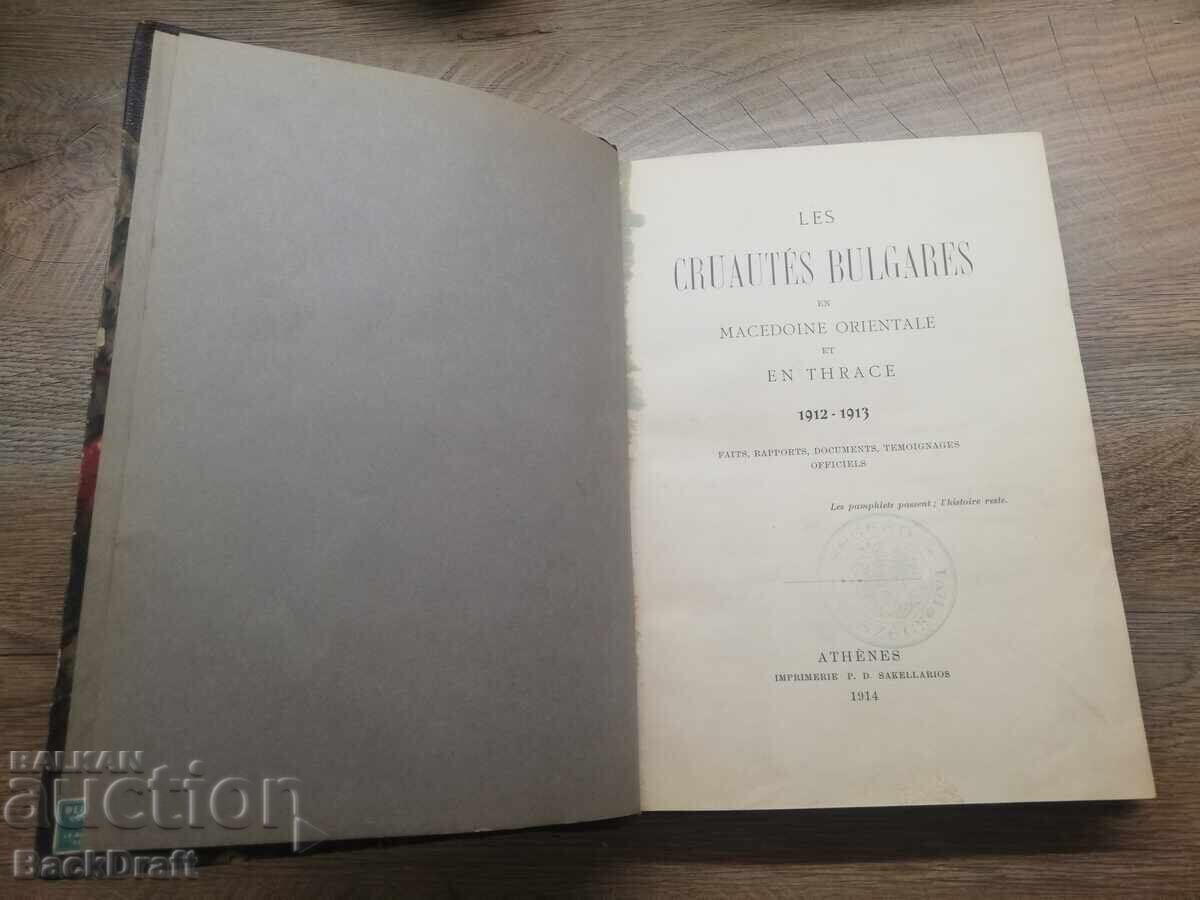 LES
CRUAUTÉS BULGARES
EN
MACEDOINE ORIENTALE
ET
EN THRACE
1912 - 1913
FAITS, RAPPORTS, DOCUMENTS, TEMOIGNAGES
OFFICIELS
Les pamphlets passent ; l'histoire reste.
ATHÈNES
IMPRIMERIE P. D. SAKELLARIOS
1914
BALKAN
auction
BackDraft